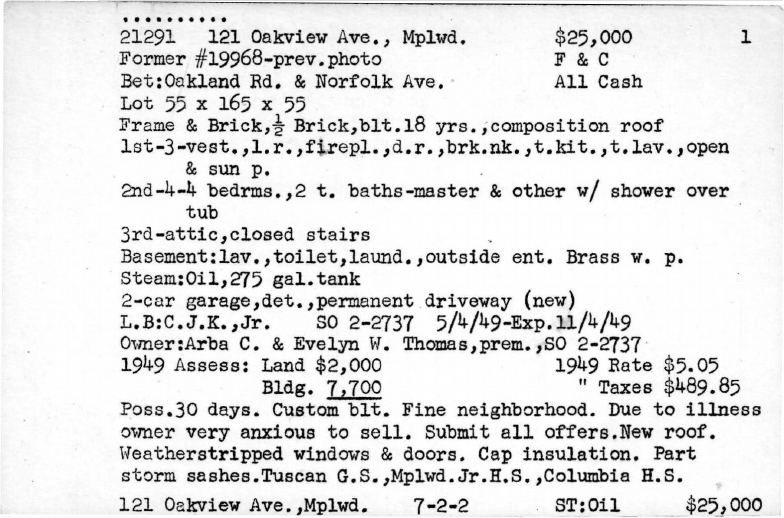 ..........
21291 121 Oakview Ave., Mplwd. $25,000 1
Former #19968-prev.photo F & C
Bet:Oakland Rd. & Norfolk Ave. All Cash
Lot 55 x 165 x 55
Frame & Brick,½ Brick,blt.18 yrs.,composition roof
1st-3-vest.,l.r.,firepl.,d.r.,brk.nk.,t.kit.,t.lav.,open
& sun p.
2nd-4-4 bedrms.,2 t. baths-master & other w/ shower over
tub
3rd-attic,closed stairs
Basement:lav.,toilet,laund.,outside ent. Brass w. p.
Steam:Oil,275 gal.tank
2-car garage,det.,permanent driveway (new)
L.B:C.J.K.,Jr. SO 2-2737 5/4/49-Exp.11/4/49
Owner:Arba C. & Evelyn W. Thomas,prem.,SO 2-2737
1949 Assess: Land $2,000 1949 Rate $5.05
Bldg. 7,700 " Taxes $489.85
Poss.30 days. Custom blt. Fine neighborhood. Due to illness
owner very anxious to sell. Submit all offers.New roof.
Weatherstripped windows & doors. Cap insulation. Part
storm sashes.Tuscan G.S.,Mplwd.Jr.H.S.,Columbia H.S.
121 Oakview Ave.,Mplwd. 7-2-2 ST:Oil $25,000